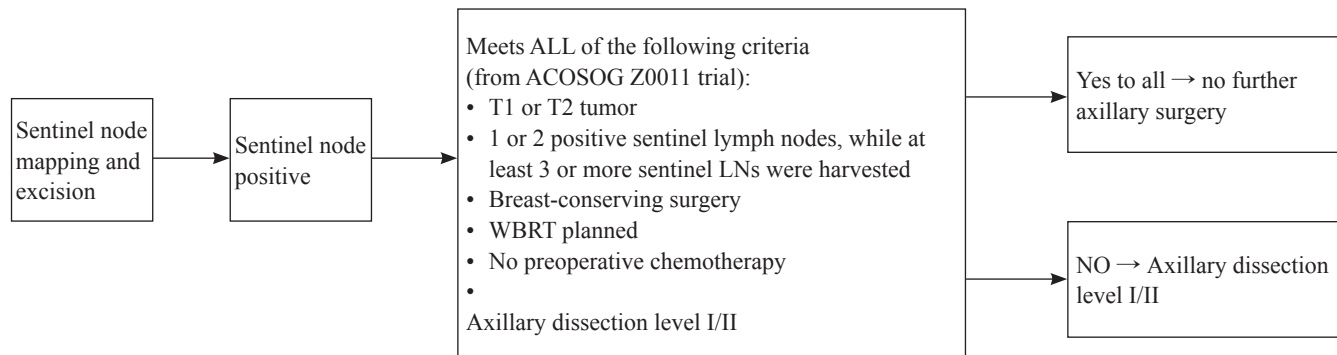 Sentinel node
mapping and
excision
Sentinel node
positive
Meets ALL of the following criteria
(from ACOSOG Z0011 trial):
• T1 or T2 tumor
• 1 or 2 positive sentinel lymph nodes, while at
least 3 or more sentinel LNs were harvested
• Breast-conserving surgery
• WBRT planned
• No preoperative chemotherapy
•
Axillary dissection level I/II
Yes to all → no further
axillary surgery
NO → Axillary dissection
level I/II